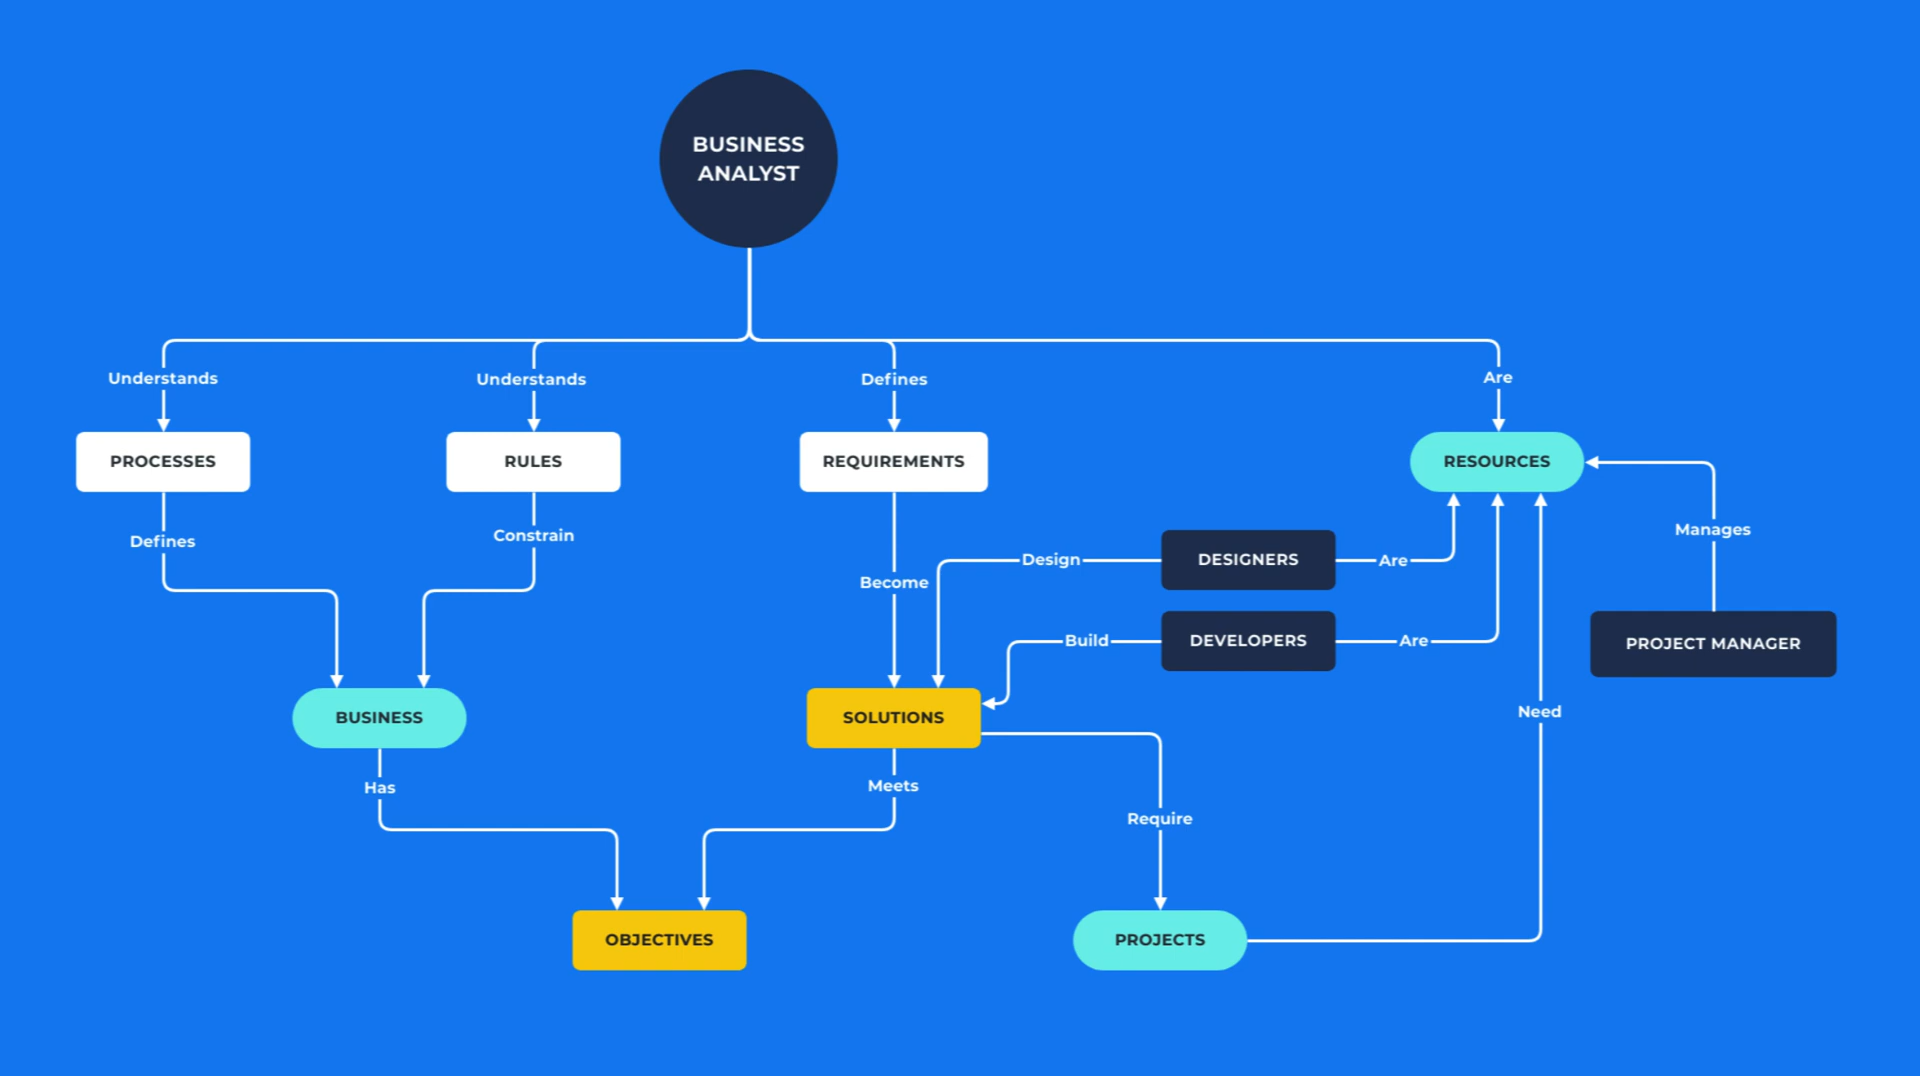 BUSINESS
ANALYST
Understands
Understands
Defines
Are
PROCESSES
RULES
REQUIREMENTS
RESOURCES
Defines
Constrain
Become
Design
DESIGNERS
Are
Manages
Build
DEVELOPERS
Are
PROJECT MANAGER
BUSINESS
SOLUTIONS
Need
Has
Meets
Require
OBJECTIVES
PROJECTS